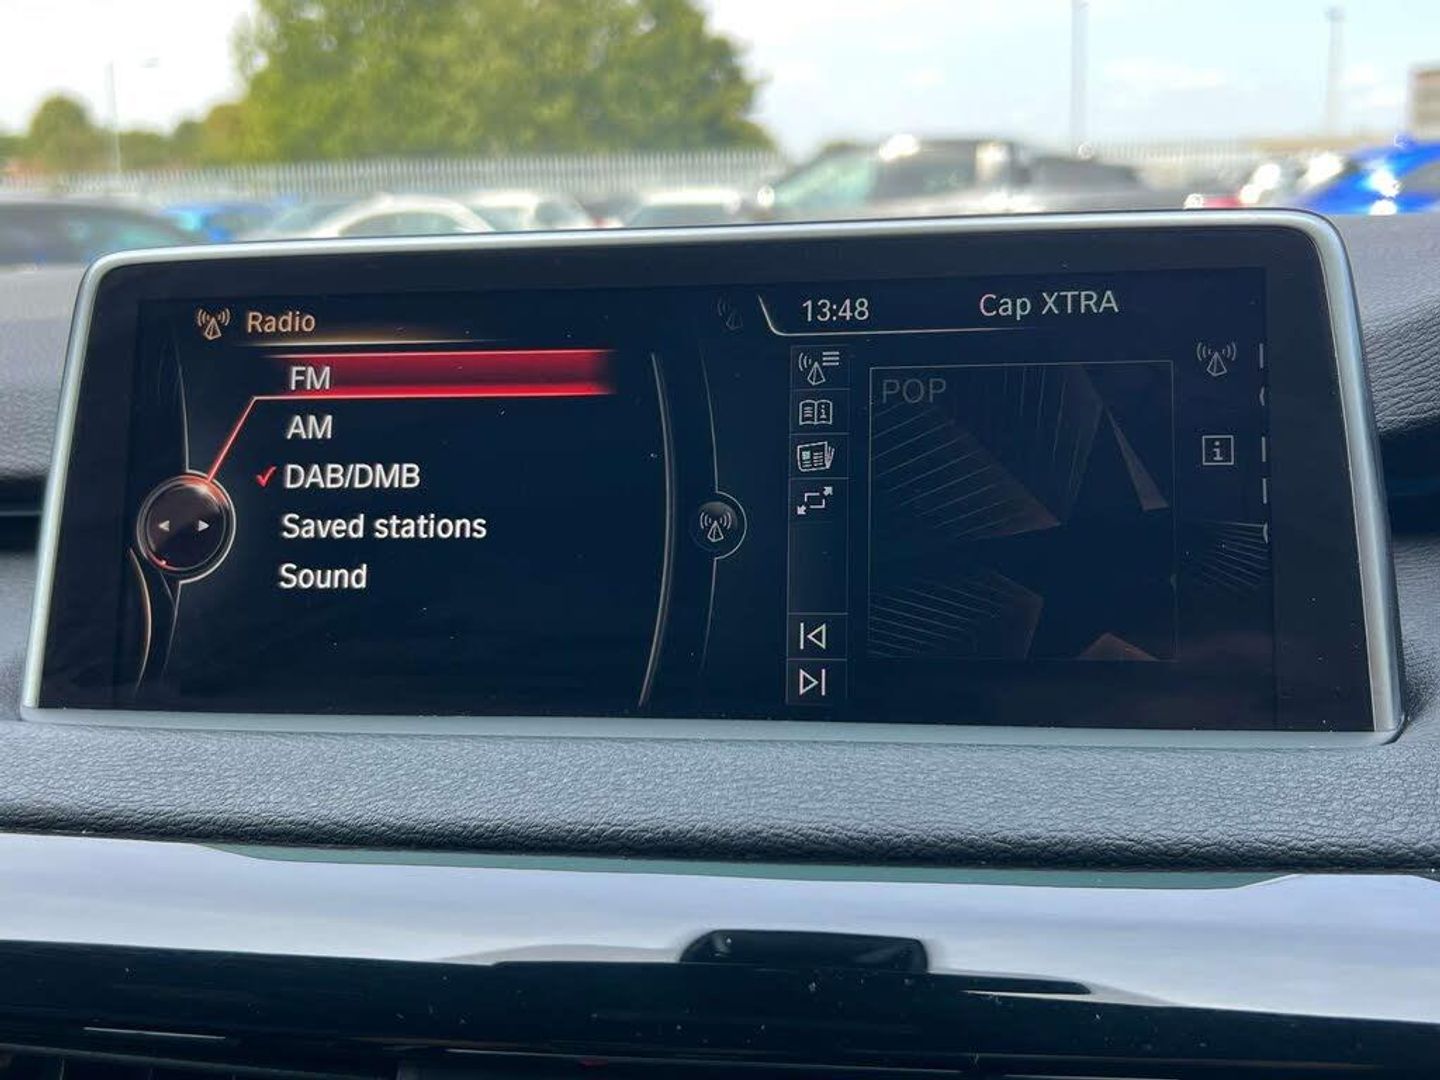 Radio
FM
AM
DAB/DMB
Saved stations
Sound
13:48
Cap XTRA
POP